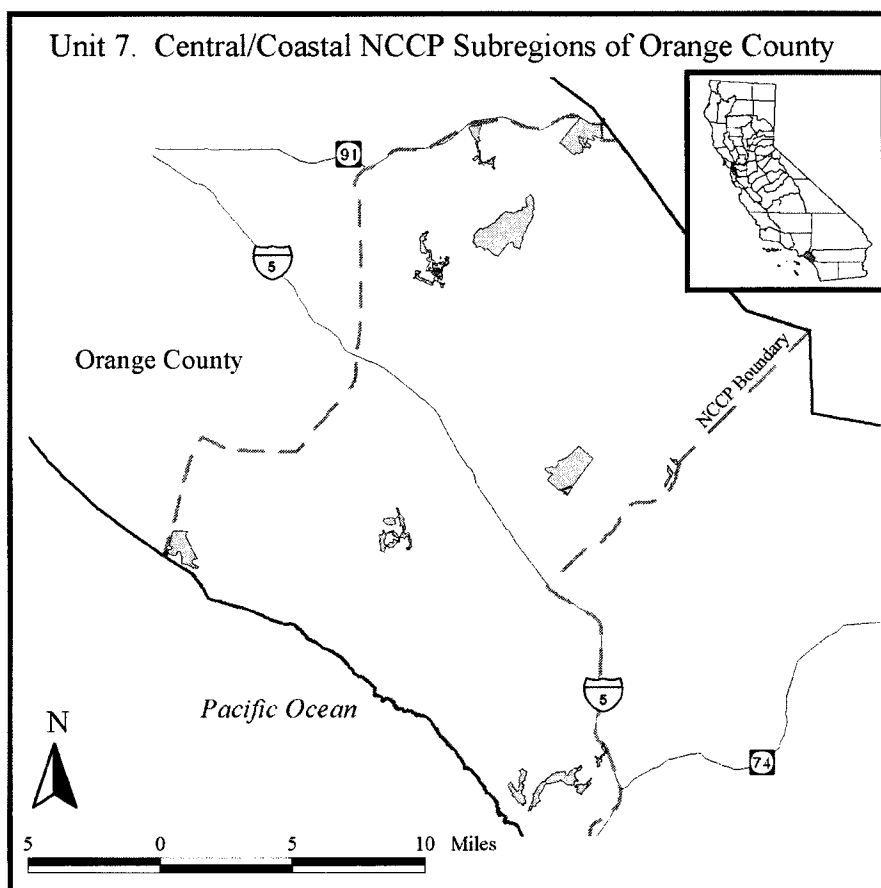 Unit 7. Central/Coastal NCCP Subregions of Orange County
91
5
Orange County
NCCP Boundary
Pacific Ocean
5
N
74
5 0 5 10 Miles